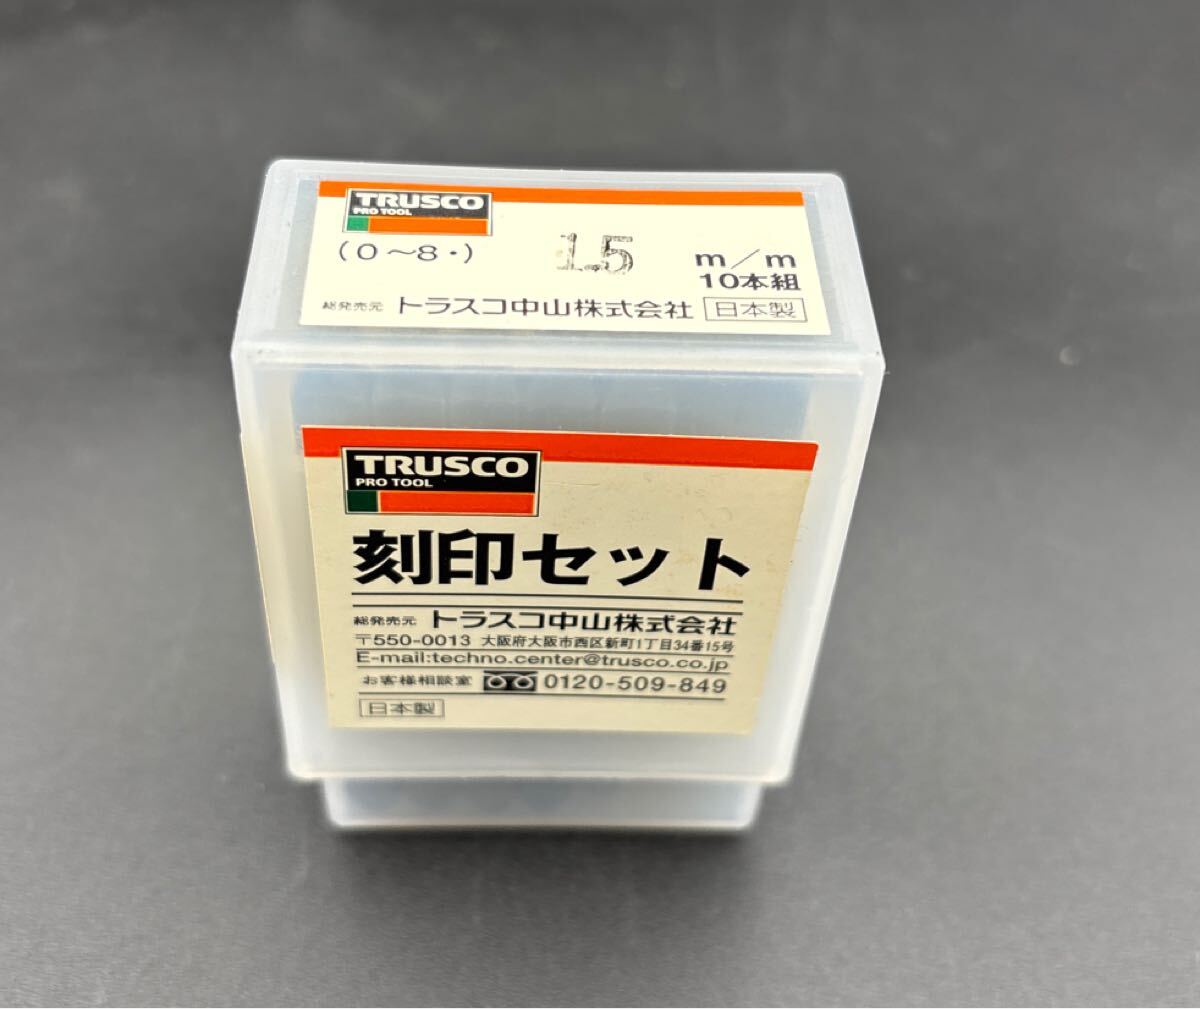 TRUSCO
PRO TOOL
(0〜8・) 1.5 m/m
10本組
総発売元 トラスコ中山株式会社 日本製
TRUSCO
PRO TOOL
刻印セット
総発売元 トラスコ中山株式会社
〒550-0013 大阪府大阪市西区新町1丁目34番15号
E-mail:techno.center@trusco.co.jp
お客様相談室 0120-509-849
日本製